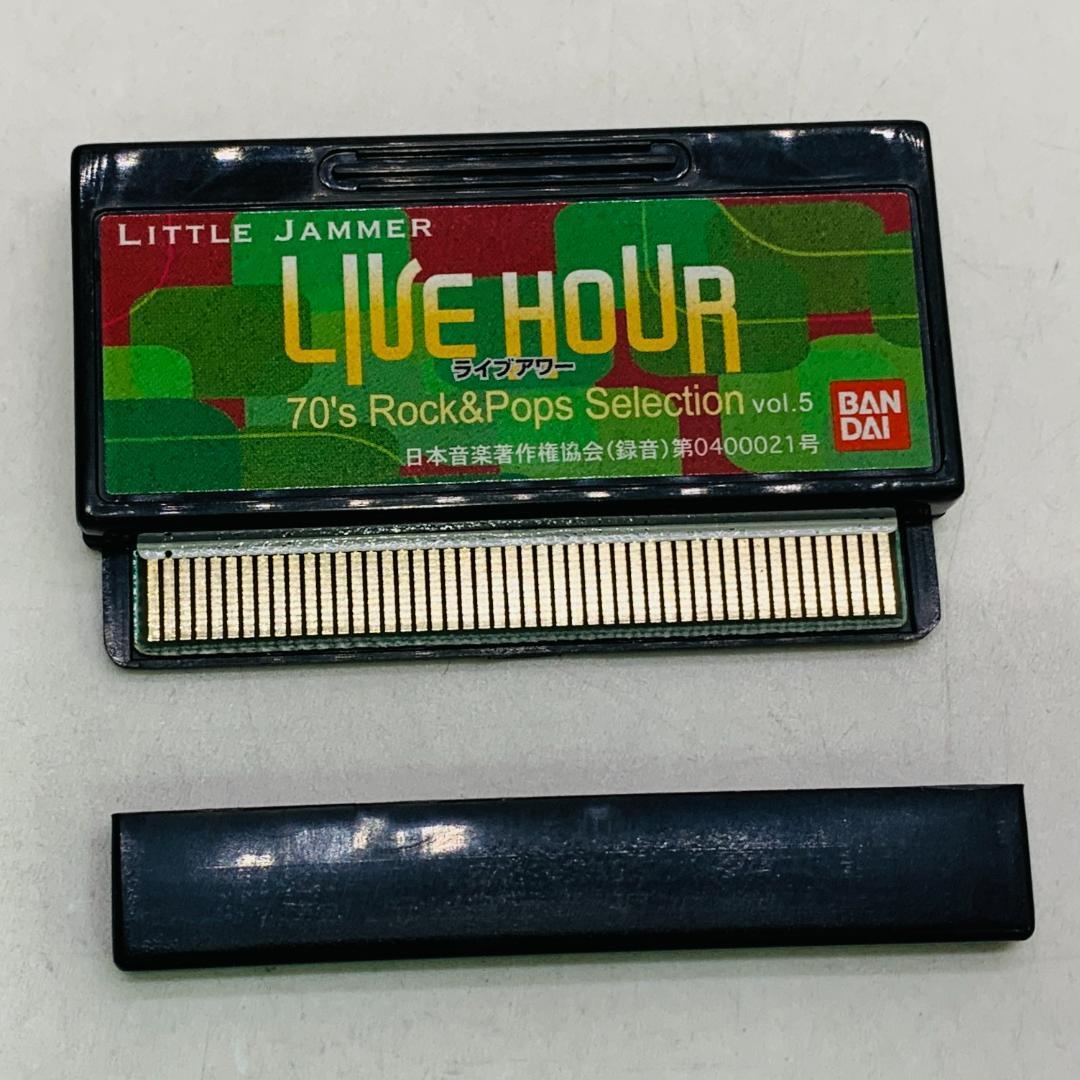 LITTLE JAMMER
LIVE HOUR
ライブアワー
70's Rock&Pops Selection vol.5
BAN
DAI
日本音楽著作権協会(録音)第0400021号